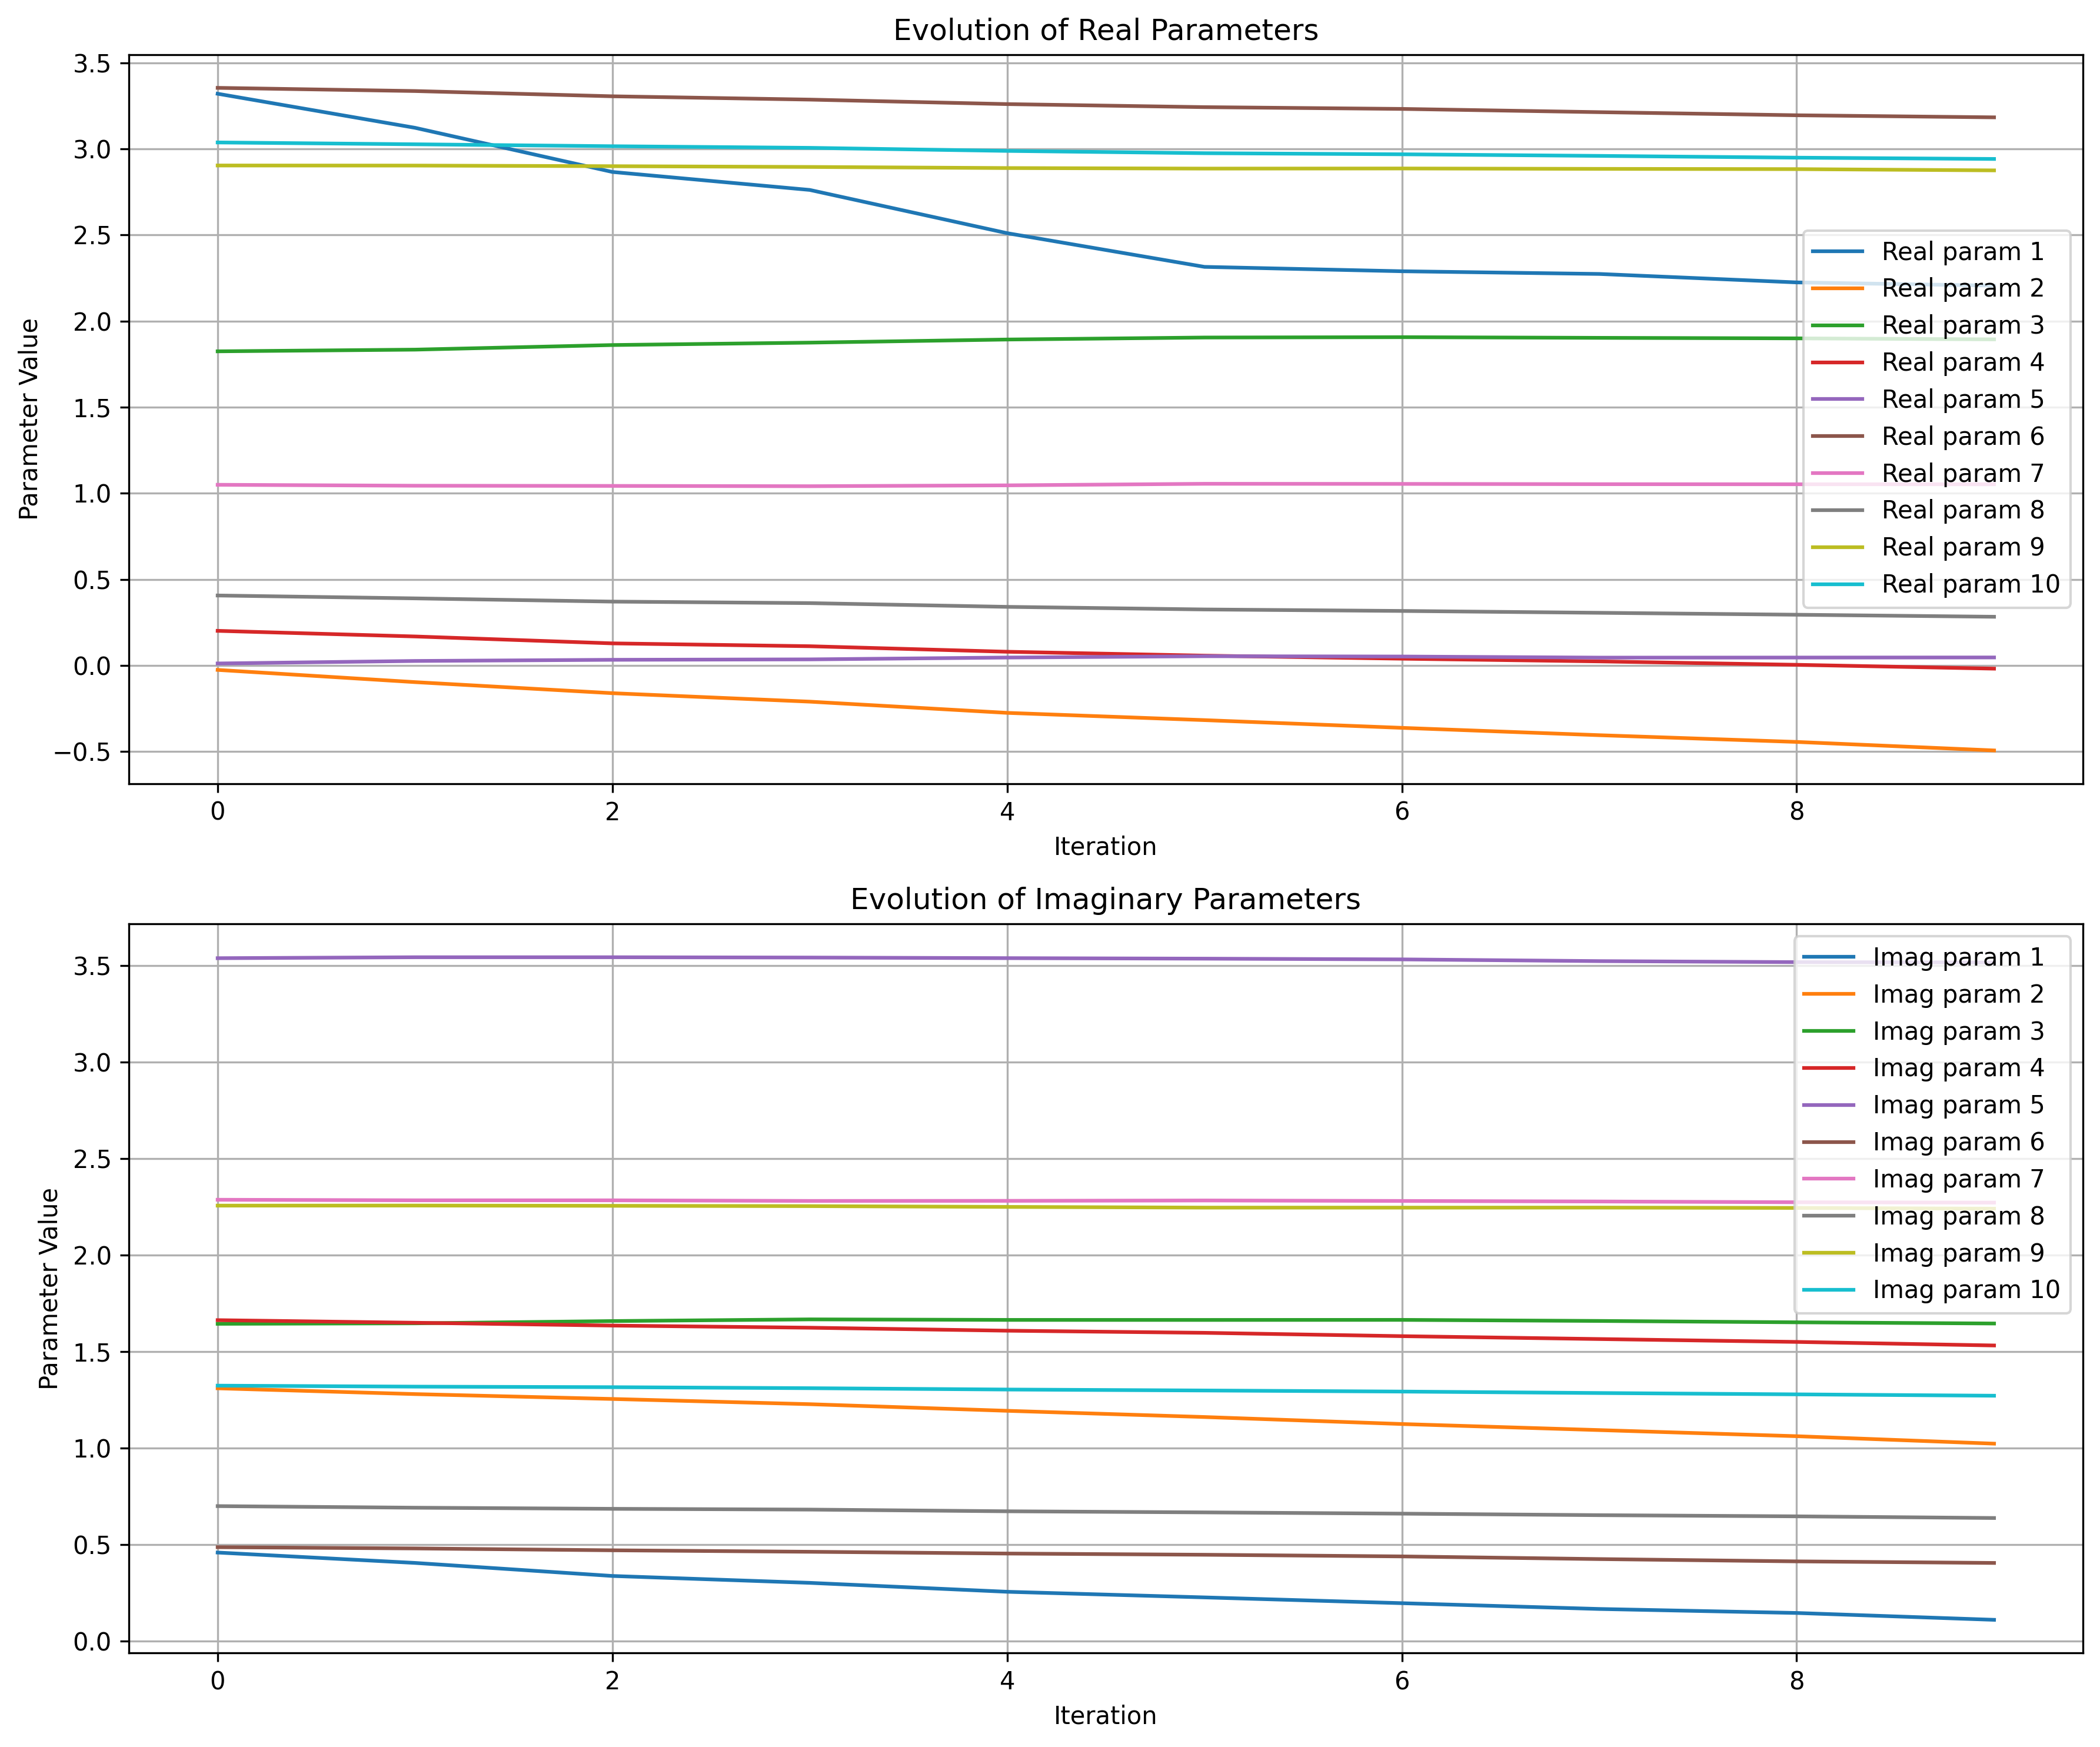 Evolution of Real Parameters
3.5
3.0
2.5
2.0
1.5
1.0
0.5
0.0
−0.5
Parameter Value
Real param 1
Real param 2
Real param 3
Real param 4
Real param 5
Real param 6
Real param 7
Real param 8
Real param 9
Real param 10
0 2 4 6 8
Iteration
Evolution of Imaginary Parameters
3.5
3.0
2.5
2.0
1.5
1.0
0.5
0.0
Parameter Value
Imag param 1
Imag param 2
Imag param 3
Imag param 4
Imag param 5
Imag param 6
Imag param 7
Imag param 8
Imag param 9
Imag param 10
0 2 4 6 8
Iteration